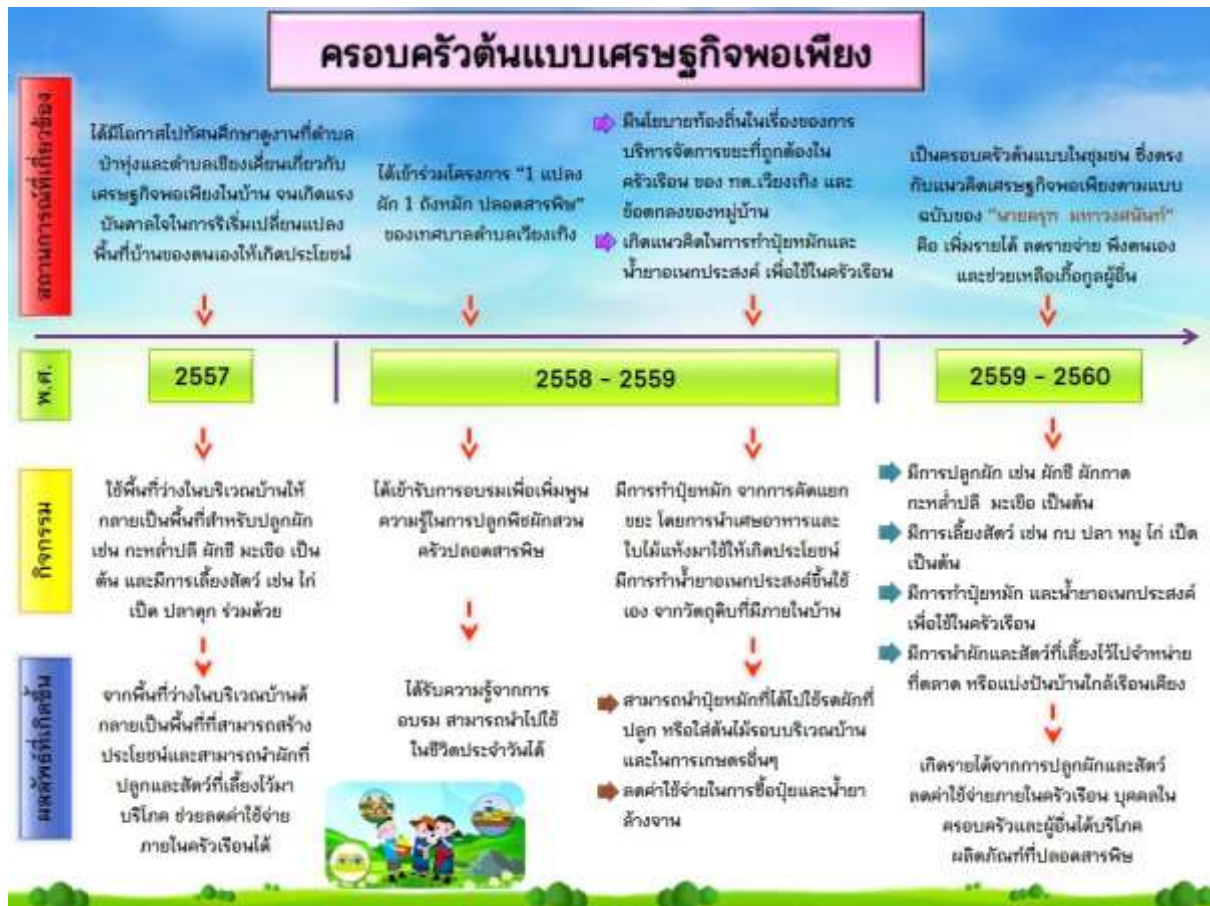 ครอบครัวต้นแบบเศรษฐกิจพอเพียง
สถานการณ์ที่เกี่ยวข้อง
ได้มีโอกาสไปทัศนศึกษาดูงานที่ตำบล
ป่าหุ่งและตำบลเชียงเคี่ยนเกี่ยวกับ
เศรษฐกิจพอเพียงในบ้าน จนเกิดแรง
บันดาลใจในการริเริ่มเปลี่ยนแปลง
พื้นที่บ้านของตนเองให้เกิดประโยชน์
ได้เข้าร่วมโครงการ "1 แปลง
ผัก 1 ถังหมัก ปลอดสารพิษ"
ของเทศบาลตำบลเวียงเทิง
มีนโยบายท้องถิ่นในเรื่องของการ
บริหารจัดการขยะที่ถูกต้องใน
ครัวเรือน ของ ทต.เวียงเทิง และ
ข้อตกลงของหมู่บ้าน
เกิดแนวคิดในการทำปุ๋ยหมักและ
น้ำยาอเนกประสงค์ เพื่อใช้ในครัวเรือน
เป็นครอบครัวต้นแบบในชุมชน ซึ่งตรง
กับแนวคิดเศรษฐกิจพอเพียงตามแบบ
ฉบับของ "นายครุฑ มหาวงศนันท์"
คือ เพิ่มรายได้ ลดรายจ่าย พึ่งตนเอง
และช่วยเหลือเกื้อกูลผู้อื่น
พ.ศ.
2557
2558 - 2559
2559 - 2560
กิจกรรม
ใช้พื้นที่ว่างในบริเวณบ้านให้
กลายเป็นพื้นที่สำหรับปลูกผัก
เช่น กะหล่ำปลี ผักชี มะเขือ เป็น
ต้น และมีการเลี้ยงสัตว์ เช่น ไก่
เป็ด ปลาดุก ร่วมด้วย
ได้เข้ารับการอบรมเพื่อเพิ่มพูน
ความรู้ในการปลูกพืชผักสวน
ครัวปลอดสารพิษ
มีการทำปุ๋ยหมัก จากการคัดแยก
ขยะ โดยการนำเศษอาหารและ
ใบไม้แห้งมาใช้ให้เกิดประโยชน์
มีการทำน้ำยาอเนกประสงค์ขึ้นใช้
เอง จากวัตถุดิบที่มีภายในบ้าน
มีการปลูกผัก เช่น ผักชี ผักกาด
กะหล่ำปลี มะเขือ เป็นต้น
มีการเลี้ยงสัตว์ เช่น กบ ปลา หมู ไก่ เป็ด
เป็นต้น
มีการทำปุ๋ยหมัก และน้ำยาอเนกประสงค์
เพื่อใช้ในครัวเรือน
มีการนำผักและสัตว์ที่เลี้ยงไว้ไปจำหน่าย
ที่ตลาด หรือแบ่งปันบ้านใกล้เรือนเคียง
ผลลัพธ์ที่เกิดขึ้น
จากพื้นที่ว่างในบริเวณบ้านด้
กลายเป็นพื้นที่ที่สามารถสร้าง
ประโยชน์และสามารถนำผักที่
ปลูกและสัตว์ที่เลี้ยงไว้มา
บริโภค ช่วยลดค่าใช้จ่าย
ภายในครัวเรือนได้
ได้รับความรู้จากการ
อบรม สามารถนำไปใช้
ในชีวิตประจำวันได้
สามารถนำปุ๋ยหมักที่ได้ไปใช้รดผักที่
ปลูก หรือใส่ต้นไม้รอบบริเวณบ้าน
และในการเกษตรอื่นๆ
ลดค่าใช้จ่ายในการซื้อปุ๋ยและน้ำยา
ล้างจาน
เกิดรายได้จากการปลูกผักและสัตว์
ลดค่าใช้จ่ายภายในครัวเรือน บุคคลใน
ครอบครัวและผู้อื่นได้บริโภค
ผลิตภัณฑ์ที่ปลอดสารพิษ